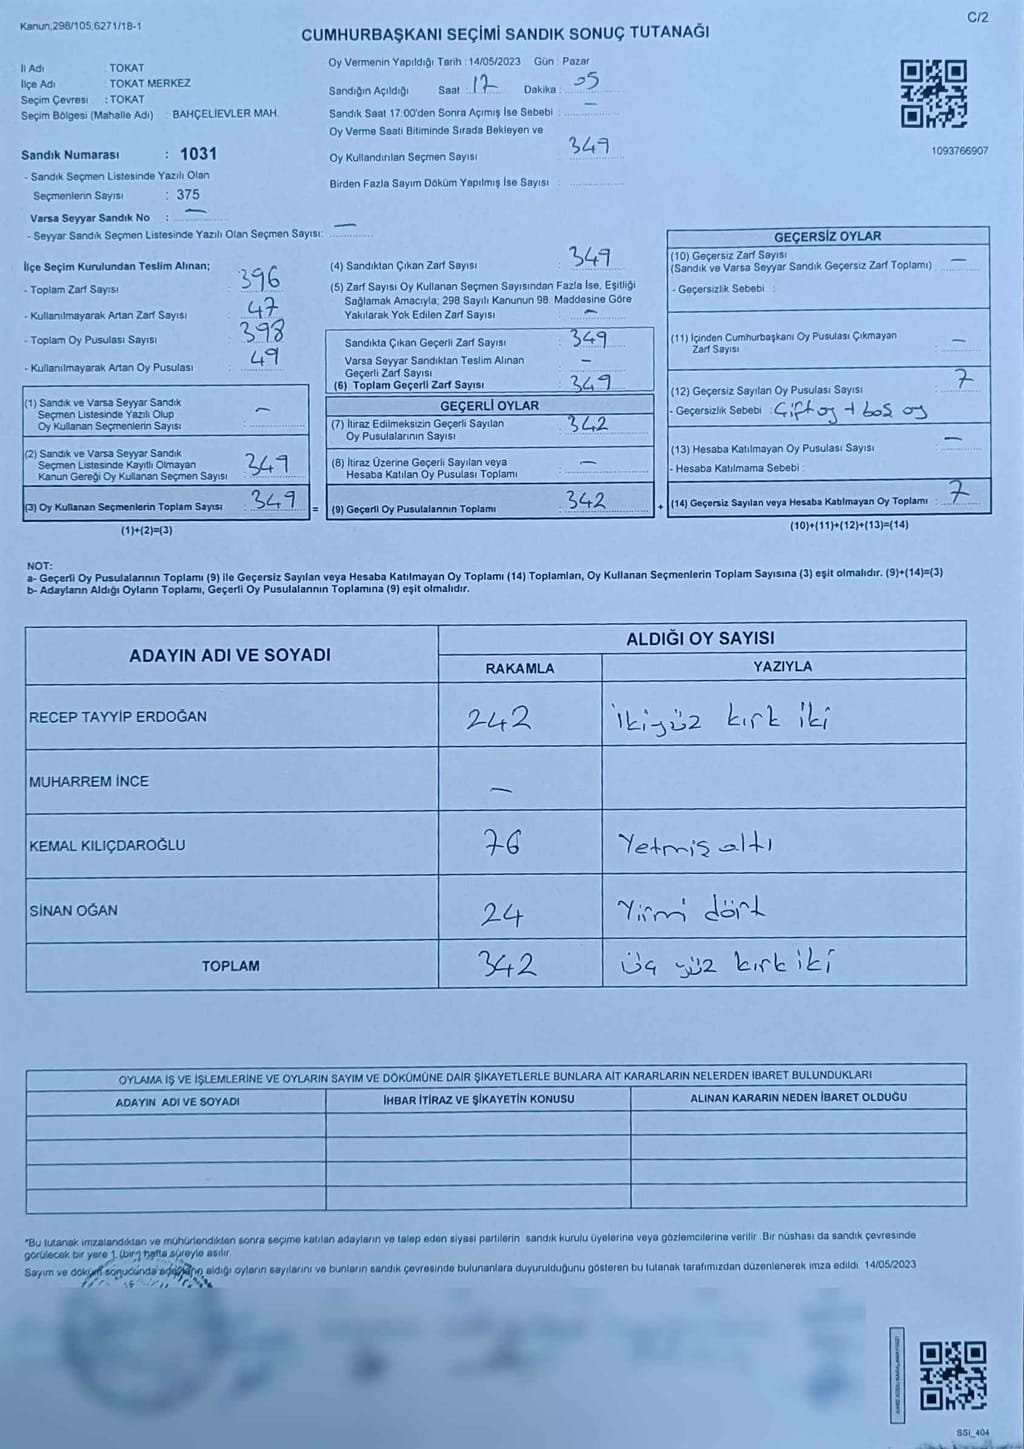 Kanun,298/105,6271/18-1
C/2
CUMHURBAŞKANI SEÇİMİ SANDIK SONUÇ TUTANAĞI
İl Adı : TOKAT
İlçe Adı : TOKAT MERKEZ
Seçim Çevresi : TOKAT
Seçim Bölgesi (Mahalle Adı) : BAHÇELİEVLER MAH.
Sandık Numarası : 1031
- Sandık Seçmen Listesinde Yazılı Olan
Seçmenlerin Sayısı : 375
Varsa Seyyar Sandık No : —
- Seyyar Sandık Seçmen Listesinde Yazılı Olan Seçmen Sayısı: —
Oy Vermenin Yapıldığı Tarih : 14/05/2023 Gün : Pazar
Sandığın Açıldığı Saat : 17 Dakika : 05
Sandık Saat 17:00'den Sonra Açımış İse Sebebi : —
Oy Verme Saati Bitiminde Sırada Bekleyen ve
Oy Kullandırılan Seçmen Sayısı 349
Birden Fazla Sayım Döküm Yapılmış İse Sayısı :
1093766907
İlçe Seçim Kurulundan Teslim Alınan;
- Toplam Zarf Sayısı : 396
- Kullanılmayarak Artan Zarf Sayısı : 47
- Toplam Oy Pusulası Sayısı : 398
- Kullanılmayarak Artan Oy Pusulası : 49
(1) Sandık ve Varsa Seyyar Sandık
Seçmen Listesinde Yazılı Olup
Oy Kullanan Seçmenlerin Sayısı : —
(2) Sandık ve Varsa Seyyar Sandık
Seçmen Listesinde Kayıtlı Olmayan
Kanun Gereği Oy Kullanan Seçmen Sayısı : 349
(3) Oy Kullanan Seçmenlerin Toplam Sayısı : 349
(1)+(2)=(3)
=
(4) Sandıktan Çıkan Zarf Sayısı : 349
(5) Zarf Sayısı Oy Kullanan Seçmen Sayısından Fazla İse, Eşitliği
Sağlamak Amacıyla; 298 Sayılı Kanunun 98. Maddesine Göre
Yakılarak Yok Edilen Zarf Sayısı : —
Sandıkta Çıkan Geçerli Zarf Sayısı : 349
Varsa Seyyar Sandıktan Teslim Alınan
Geçerli Zarf Sayısı : —
(6) Toplam Geçerli Zarf Sayısı : 349
GEÇERLİ OYLAR
(7) İtiraz Edilmeksizin Geçerli Sayılan
Oy Pusulalarının Sayısı : 342
(8) İtiraz Üzerine Geçerli Sayılan veya
Hesaba Katılan Oy Pusulası Toplamı : —
(9) Geçerli Oy Pusulalarının Toplamı : 342
+
GEÇERSİZ OYLAR
(10) Geçersiz Zarf Sayısı
(Sandık ve Varsa Seyyar Sandık Geçersiz Zarf Toplamı) : —
- Geçersizlik Sebebi :
(11) İçinden Cumhurbaşkanı Oy Pusulası Çıkmayan
Zarf Sayısı : —
(12) Geçersiz Sayılan Oy Pusulası Sayısı : 7
- Geçersizlik Sebebi : Çift oy + boş oy
(13) Hesaba Katılmayan Oy Pusulası Sayısı : —
- Hesaba Katılmama Sebebi :
(14) Geçersiz Sayılan veya Hesaba Katılmayan Oy Toplamı : 7
(10)+(11)+(12)+(13)=(14)
NOT:
a- Geçerli Oy Pusulalarının Toplamı (9) ile Geçersiz Sayılan veya Hesaba Katılmayan Oy Toplamı (14) Toplamları, Oy Kullanan Seçmenlerin Toplam Sayısına (3) eşit olmalıdır. (9)+(14)=(3)
b- Adayların Aldığı Oyların Toplamı, Geçerli Oy Pusulalarının Toplamına (9) eşit olmalıdır.
ADAYIN ADI VE SOYADI
ALDIĞI OY SAYISI
RAKAMLA YAZIYLA
RECEP TAYYİP ERDOĞAN 242 ikiyüz kırk iki
MUHARREM İNCE —
KEMAL KILIÇDAROĞLU 76 Yetmiş altı
SİNAN OĞAN 24 Yirmi dört
TOPLAM 342 üç yüz kırk iki
OYLAMA İŞ VE İŞLEMLERİNE VE OYLARIN SAYIM VE DÖKÜMÜNE DAİR ŞİKAYETLERLE BUNLARA AİT KARARLARIN NELERDEN İBARET BULUNDUKLARI
ADAYIN ADI VE SOYADI İHBAR İTİRAZ VE ŞİKAYETİN KONUSU ALINAN KARARIN NEDEN İBARET OLDUĞU
*Bu tutanak imzalandıktan ve mühürlendikten sonra seçime katılan adayların ve talep eden siyasi partilerin sandık kurulu üyelerine veya gözlemcilerine verilir. Bir nüshası da sandık çevresinde
görülecek bir yere 1 (bir) hafta süreyle asılır.
Sayım ve döküm sonucunda adayların aldığı oyların sayılarını ve bunların sandık çevresinde bulunanlara duyurulduğunu gösteren bu tutanak tarafımızdan düzenlenerek imza edildi. 14/05/2023
SSI_404